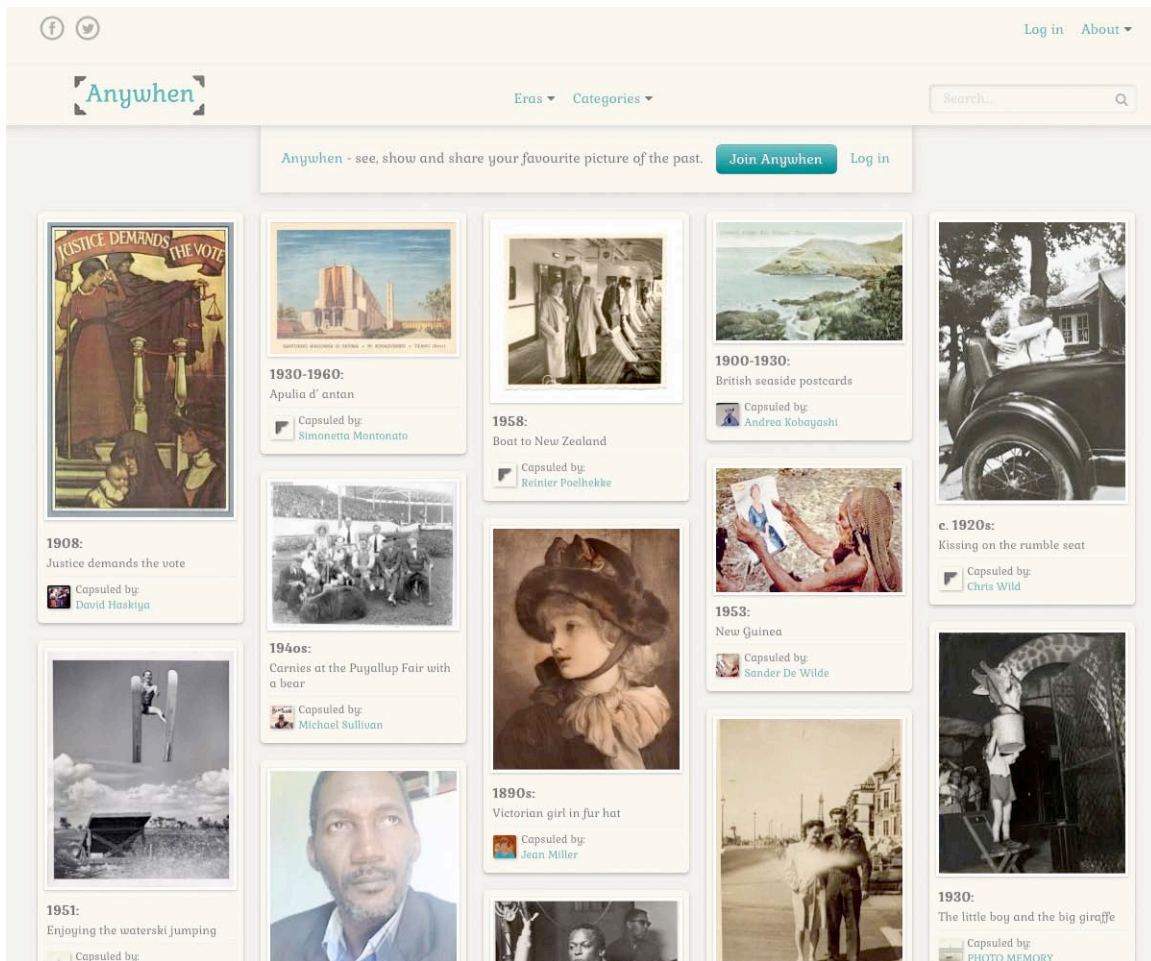 Log in About
Anywhen
Eras Categories
Search...
Anywhen - see, show and share your favourite picture of the past. Join Anywhen Log in
JUSTICE DEMANDS THE VOTE
1908:
Justice demands the vote
Capsuled by:
David Haskiya
1951:
Enjoying the waterski jumping
Capsuled by:
1930-1960:
Apulia d' antan
Capsuled by:
Simonetta Montonato
194os:
Carnies at the Puyallup Fair with
a bear
Capsuled by:
Michael Sullivan
1958:
Boat to New Zealand
Capsuled by:
Reinier Poelhekke
1890s:
Victorian girl in fur hat
Capsuled by:
Jean Miller
1900-1930:
British seaside postcards
Capsuled by:
Andrea Kobayashi
1953:
New Guinea
Capsuled by:
Sander De Wilde
c. 1920s:
Kissing on the rumble seat
Capsuled by:
Chris Wild
1930:
The little boy and the big giraffe
Capsuled by:
PHOTO MEMORY